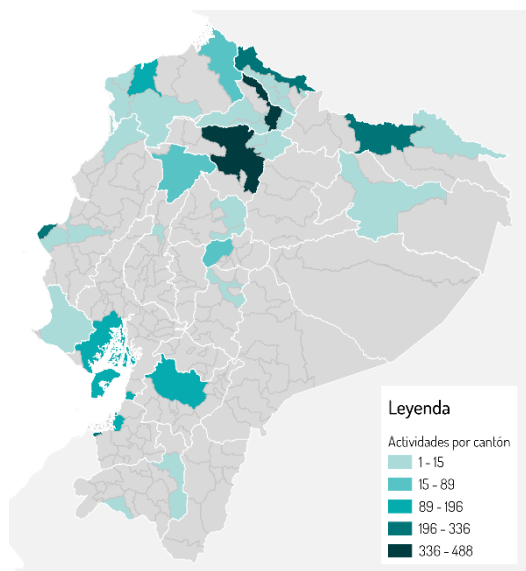 Leyenda
Actividades por cantón
1 - 15
15 - 89
89 - 196
196 - 336
336 - 488